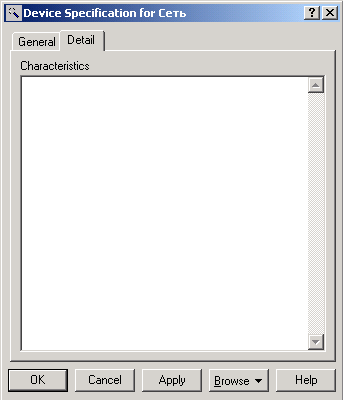 Device Specification for Сеть
General Detail
Characteristics
OK Cancel Apply Browse Help